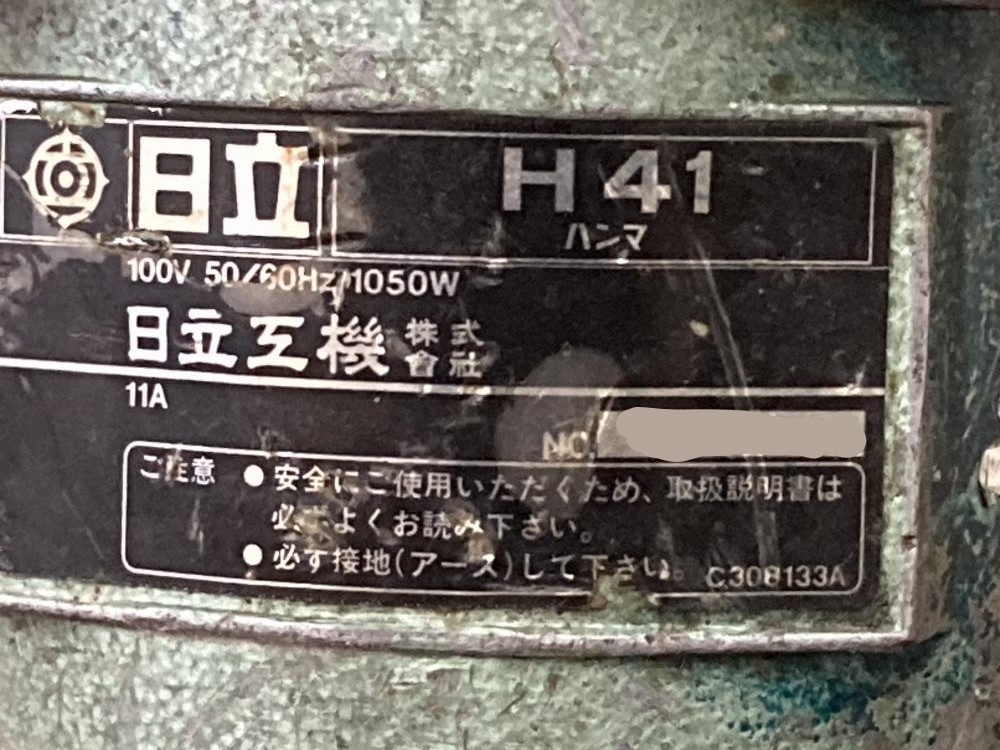 日立
H 41
ハンマ
100V 50/60Hz 1050W
日立工機 株式會社
11A
NO
ご注意 ● 安全にご使用いただくため、取扱説明書は
必ずよくお読み下さい。
● 必ず接地(アース)して下さい。
C308133A